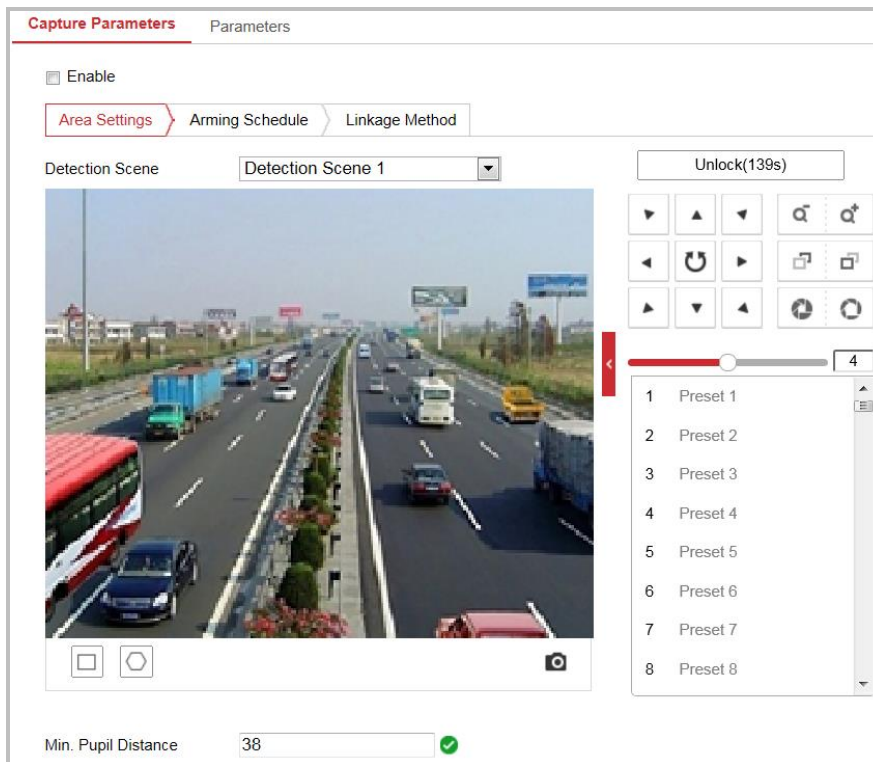 Capture Parameters Parameters
Enable
Area Settings Arming Schedule Linkage Method
Detection Scene Detection Scene 1
Unlock(139s)
4
1 Preset 1
2 Preset 2
3 Preset 3
4 Preset 4
5 Preset 5
6 Preset 6
7 Preset 7
8 Preset 8
Min. Pupil Distance 38